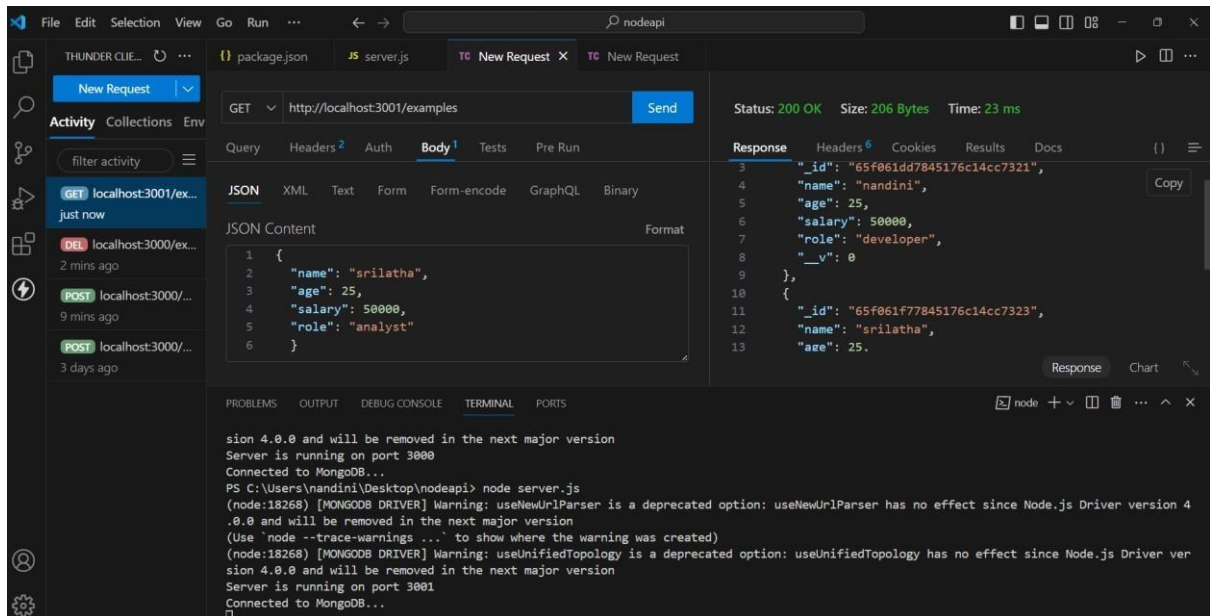 File Edit Selection View Go Run ··· ← → nodeapi
THUNDER CLIE... ···
{} package.json JS server.js TC New Request × TC New Request
New Request
Activity Collections Env
filter activity
GET localhost:3001/ex...
just now
DEL localhost:3000/ex...
2 mins ago
POST localhost:3000/...
9 mins ago
POST localhost:3000/...
3 days ago
GET http://localhost:3001/examples Send
Query Headers 2 Auth Body 1 Tests Pre Run
JSON XML Text Form Form-encode GraphQL Binary
JSON Content Format
1 {
2 "name": "srilatha",
3 "age": 25,
4 "salary": 50000,
5 "role": "analyst"
6 }
Status: 200 OK Size: 206 Bytes Time: 23 ms
Response Headers 6 Cookies Results Docs {}
Copy
3 "_id": "65f061dd7845176c14cc7321",
4 "name": "nandini",
5 "age": 25,
6 "salary": 50000,
7 "role": "developer",
8 "__v": 0
9 },
10 {
11 "_id": "65f061f77845176c14cc7323",
12 "name": "srilatha",
13 "age": 25,
Response Chart
PROBLEMS OUTPUT DEBUG CONSOLE TERMINAL PORTS node
sion 4.0.0 and will be removed in the next major version
Server is running on port 3000
Connected to MongoDB...
PS C:\Users\nandini\Desktop\nodeapi> node server.js
(node:18268) [MONGODB DRIVER] Warning: useNewUrlParser is a deprecated option: useNewUrlParser has no effect since Node.js Driver version 4
.0.0 and will be removed in the next major version
(Use `node --trace-warnings ...` to show where the warning was created)
(node:18268) [MONGODB DRIVER] Warning: useUnifiedTopology is a deprecated option: useUnifiedTopology has no effect since Node.js Driver ver
sion 4.0.0 and will be removed in the next major version
Server is running on port 3001
Connected to MongoDB...